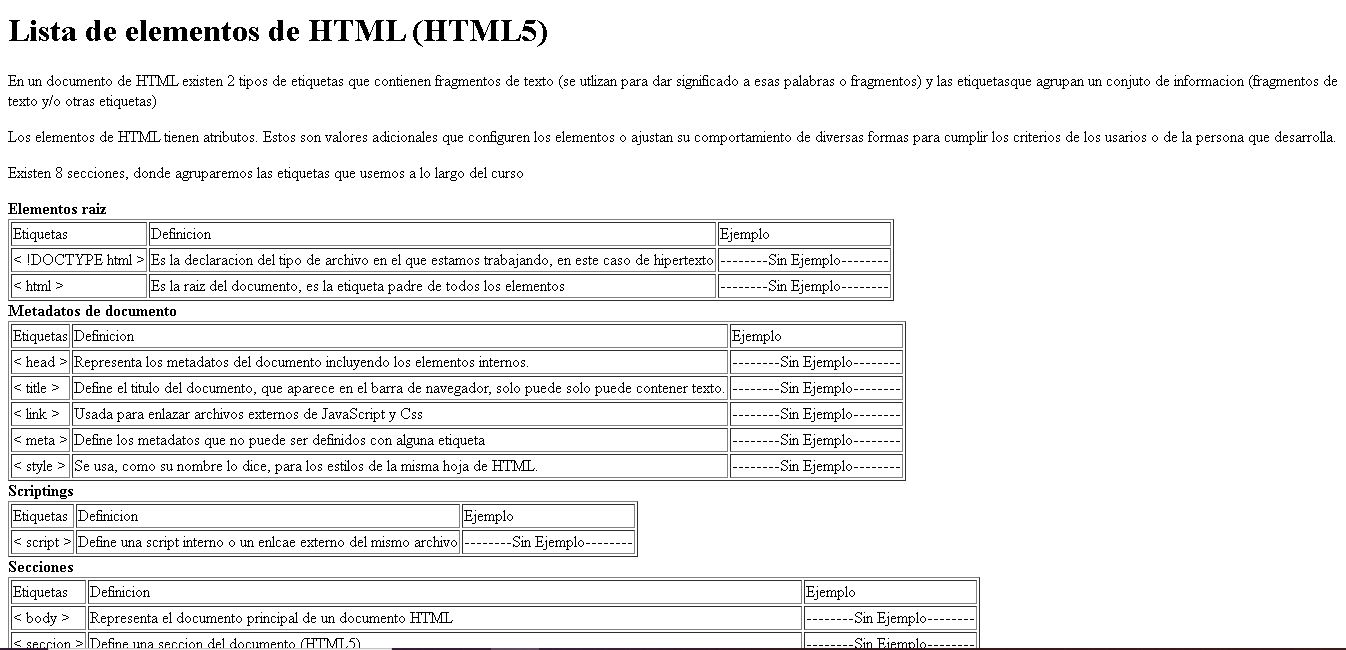 Lista de elementos de HTML (HTML5)
En un documento de HTML existen 2 tipos de etiquetas que contienen fragmentos de texto (se utlizan para dar significado a esas palabras o fragmentos) y las etiquetasque agrupan un conjuto de informacion (fragmentos de
texto y/o otras etiquetas)
Los elementos de HTML tienen atributos. Estos son valores adicionales que configuren los elementos o ajustan su comportamiento de diversas formas para cumplir los criterios de los usarios o de la persona que desarrolla.
Existen 8 secciones, donde agruparemos las etiquetas que usemos a lo largo del curso
Elementos raiz
Etiquetas Definicion Ejemplo
< !DOCTYPE html > Es la declaracion del tipo de archivo en el que estamos trabajando, en este caso de hipertexto --------Sin Ejemplo--------
< html > Es la raiz del documento, es la etiqueta padre de todos los elementos --------Sin Ejemplo--------
Metadatos de documento
Etiquetas Definicion Ejemplo
< head > Representa los metadatos del documento incluyendo los elementos internos. --------Sin Ejemplo--------
< title > Define el titulo del documento, que aparece en el barra de navegador, solo puede solo puede contener texto. --------Sin Ejemplo--------
< link > Usada para enlazar archivos externos de JavaScript y Css --------Sin Ejemplo--------
< meta > Define los metadatos que no puede ser definidos con alguna etiqueta --------Sin Ejemplo--------
< style > Se usa, como su nombre lo dice, para los estilos de la misma hoja de HTML. --------Sin Ejemplo--------
Scriptings
Etiquetas Definicion Ejemplo
< script > Define una script interno o un enlcae externo del mismo archivo --------Sin Ejemplo--------
Secciones
Etiquetas Definicion Ejemplo
< body > Representa el documento principal de un documento HTML --------Sin Ejemplo--------
< seccion > Define una seccion del documento (HTML5) --------Sin Ejemplo--------